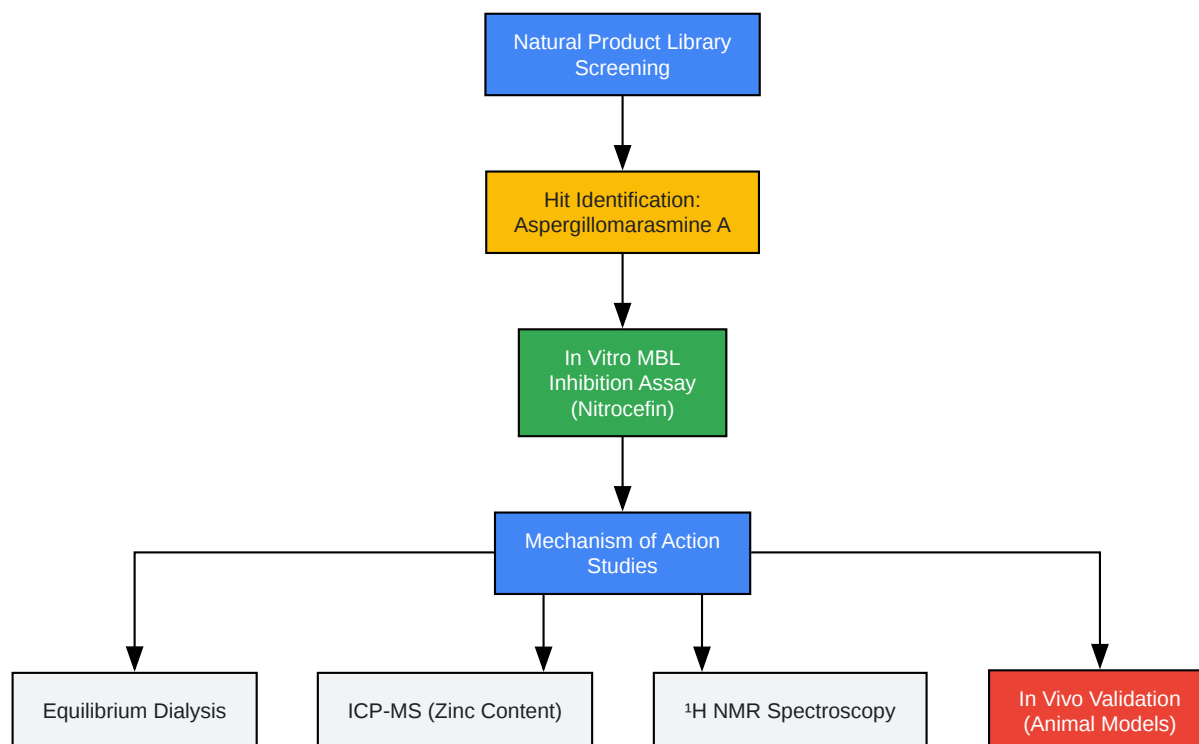 Natural Product Library
Screening
Hit Identification:
Aspergillomarasmine A
In Vitro MBL
Inhibition Assay
(Nitrocefin)
Mechanism of Action
Studies
Equilibrium Dialysis
ICP-MS (Zinc Content)
¹H NMR Spectroscopy
In Vivo Validation
(Animal Models)